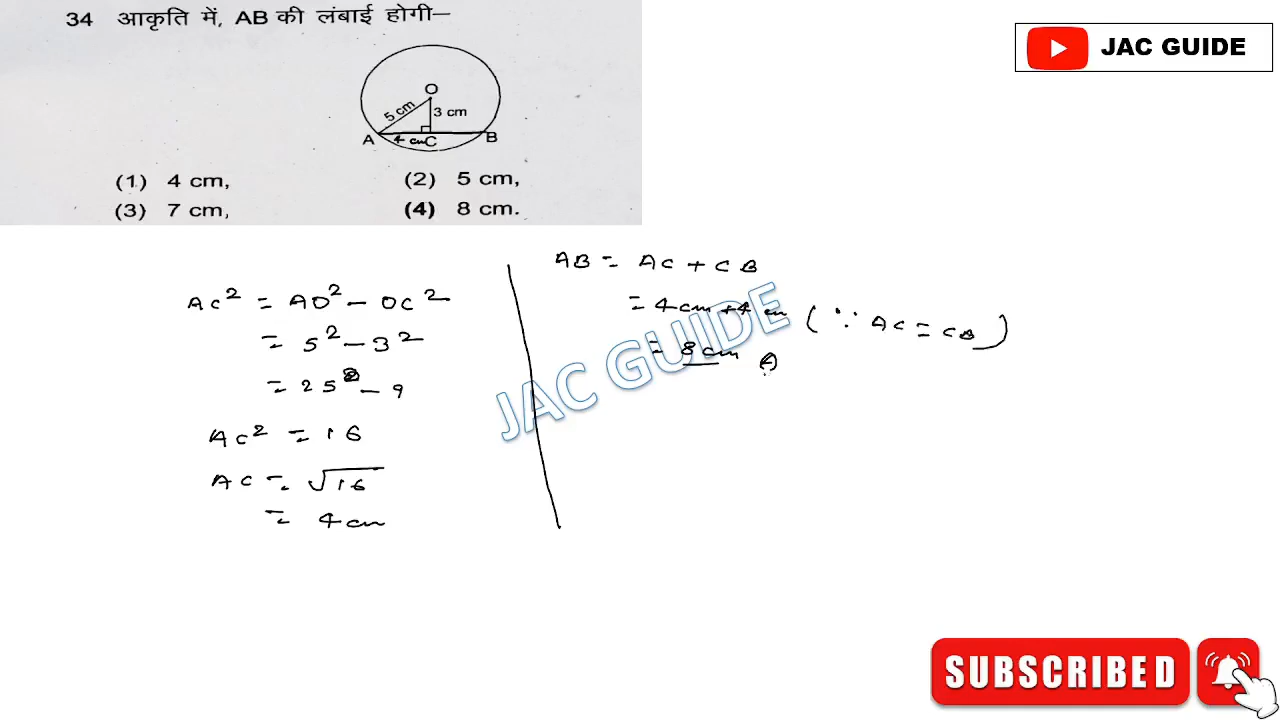 34 आकृति में, AB की लंबाई होगी–
JAC GUIDE
O
5 cm
3 cm
A 4 cm C B
(1) 4 cm, (2) 5 cm,
(3) 7 cm, (4) 8 cm.
AC² = AO² – OC²
= 5² – 3²
= 25 – 9
AC² = 16
AC = √16
= 4 cm
AB = AC + CB
= 4 cm + 4 cm (∵ AC = CB)
= 8 cm A
JAC GUIDE
SUBSCRIBED